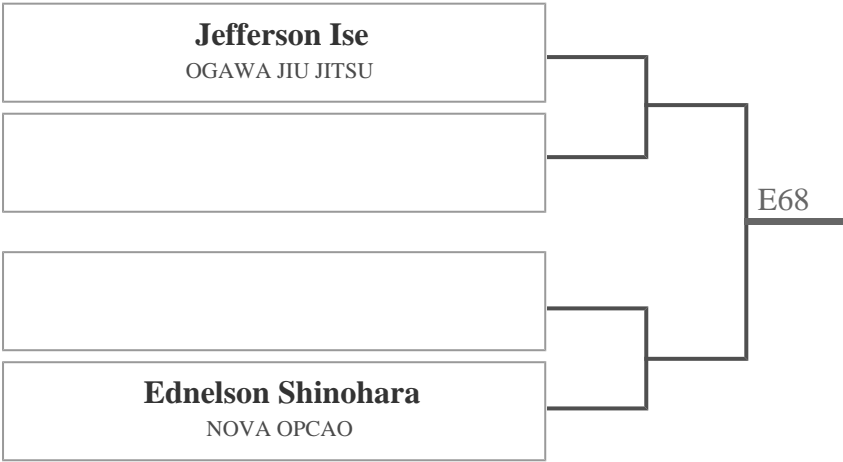 Jefferson Ise
OGAWA JIU JITSU
E68
Ednelson Shinohara
NOVA OPCAO